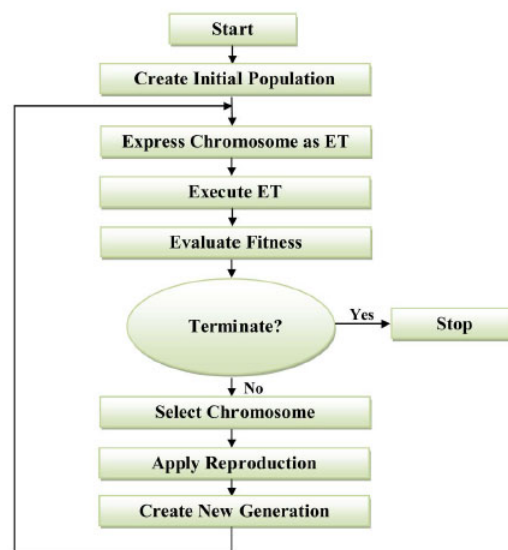 Start
Create Initial Population
Express Chromosome as ET
Execute ET
Evaluate Fitness
Terminate?
Yes
Stop
No
Select Chromosome
Apply Reproduction
Create New Generation